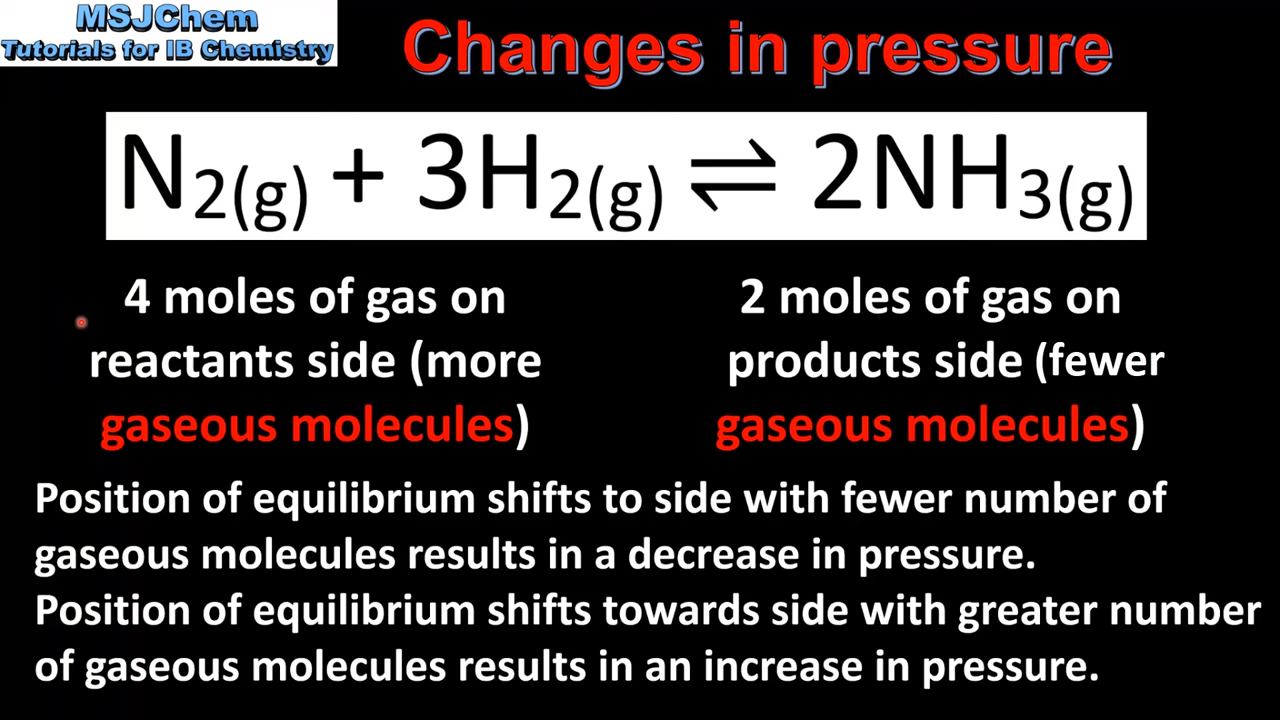 MSJChem
Tutorials for IB Chemistry
Changes in pressure
N2(g) + 3H2(g) ⇌ 2NH3(g)
4 moles of gas on
reactants side (more
gaseous molecules)
2 moles of gas on
products side (fewer
gaseous molecules)
Position of equilibrium shifts to side with fewer number of
gaseous molecules results in a decrease in pressure.
Position of equilibrium shifts towards side with greater number
of gaseous molecules results in an increase in pressure.